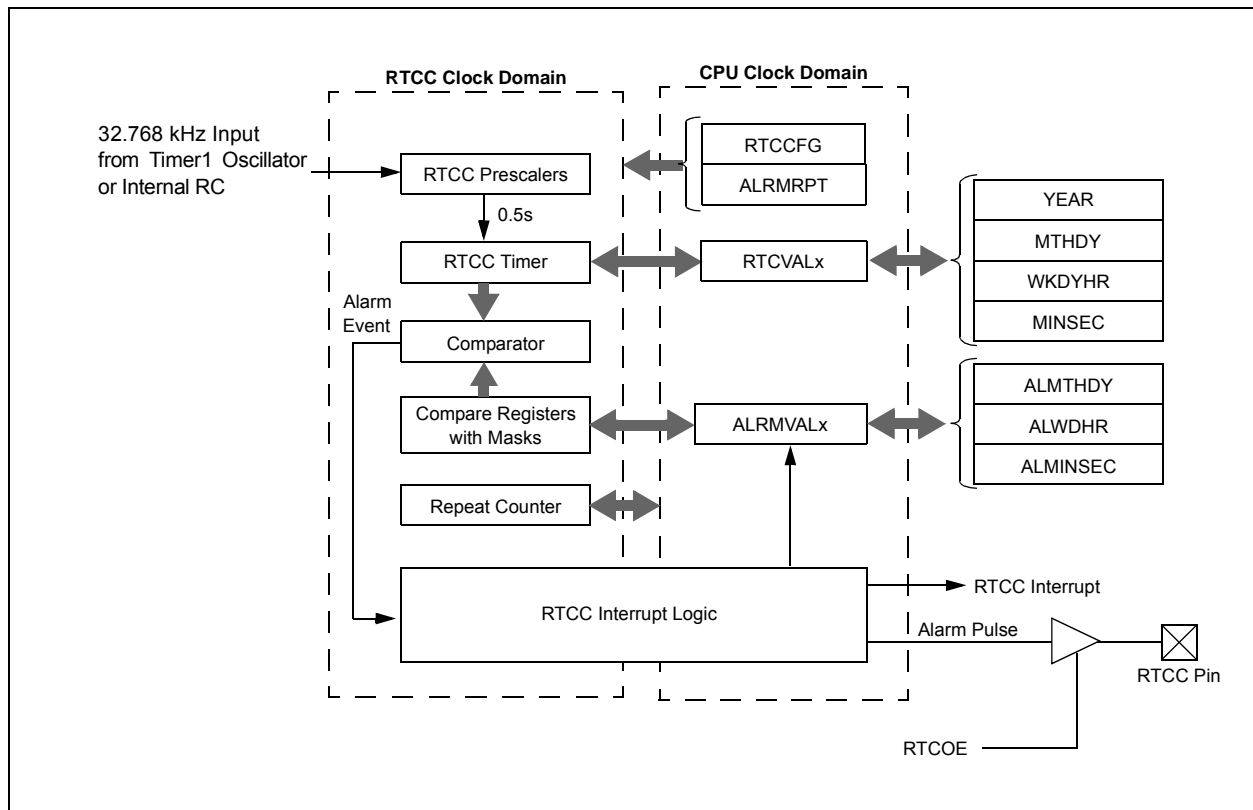 RTCC Clock Domain
CPU Clock Domain
32.768 kHz Input
from Timer1 Oscillator
or Internal RC
RTCC Prescalers
0.5s
RTCC Timer
Alarm
Event
Comparator
Compare Registers
with Masks
Repeat Counter
RTCC Interrupt Logic
RTCCFG
ALRMRPT
RTCVALx
ALRMVALx
YEAR
MTHDY
WKDYHR
MINSEC
ALMTHDY
ALWDHR
ALMINSEC
RTCC Interrupt
Alarm Pulse
RTCC Pin
RTCOE